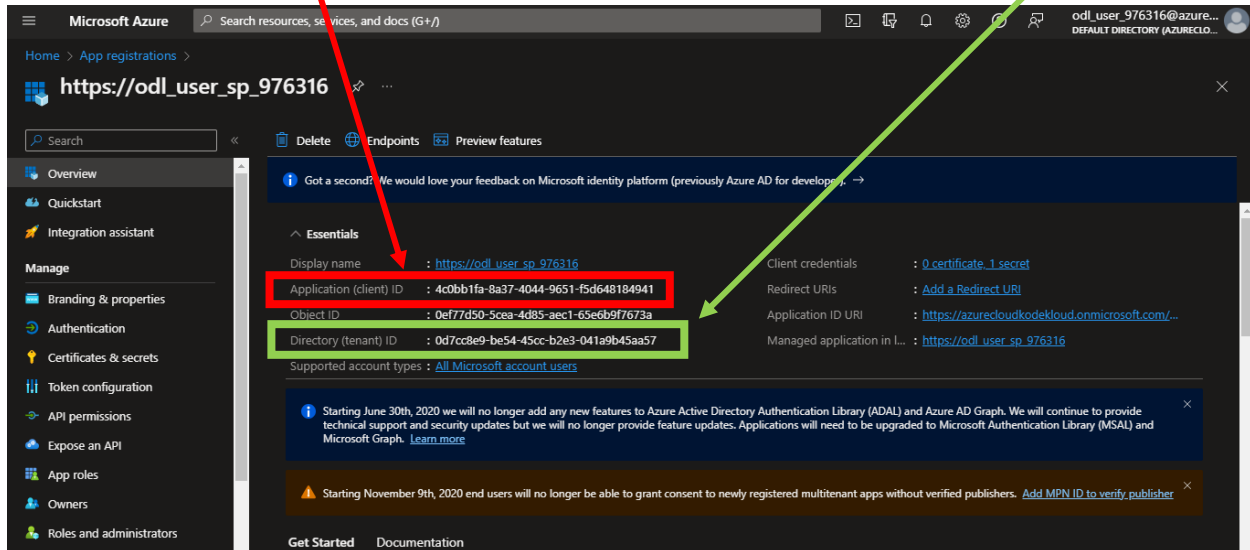 Microsoft Azure
Search resources, services, and docs (G+/)
odl_user_976316@azure...
DEFAULT DIRECTORY (AZURECLO...
Home > App registrations >
https://odl_user_sp_976316
Search
Delete Endpoints Preview features
Overview
Quickstart
Integration assistant
Manage
Branding & properties
Authentication
Certificates & secrets
Token configuration
API permissions
Expose an API
App roles
Owners
Roles and administrators
Got a second? We would love your feedback on Microsoft identity platform (previously Azure AD for developer). →
Essentials
Display name : https://odl_user_sp_976316
Application (client) ID : 4c0bb1fa-8a37-4044-9651-f5d648184941
Object ID : 0ef77d50-5cea-4d85-aec1-65e6b9f7673a
Directory (tenant) ID : 0d7cc8e9-be54-45cc-b2e3-041a9b45aa57
Supported account types : All Microsoft account users
Client credentials : 0 certificate, 1 secret
Redirect URIs : Add a Redirect URI
Application ID URI : https://azurecloudkodekloud.onmicrosoft.com/...
Managed application in l... : https://odl_user_sp_976316
Starting June 30th, 2020 we will no longer add any new features to Azure Active Directory Authentication Library (ADAL) and Azure AD Graph. We will continue to provide
technical support and security updates but we will no longer provide feature updates. Applications will need to be upgraded to Microsoft Authentication Library (MSAL) and
Microsoft Graph. Learn more
Starting November 9th, 2020 end users will no longer be able to grant consent to newly registered multitenant apps without verified publishers. Add MPN ID to verify publisher
Get Started Documentation